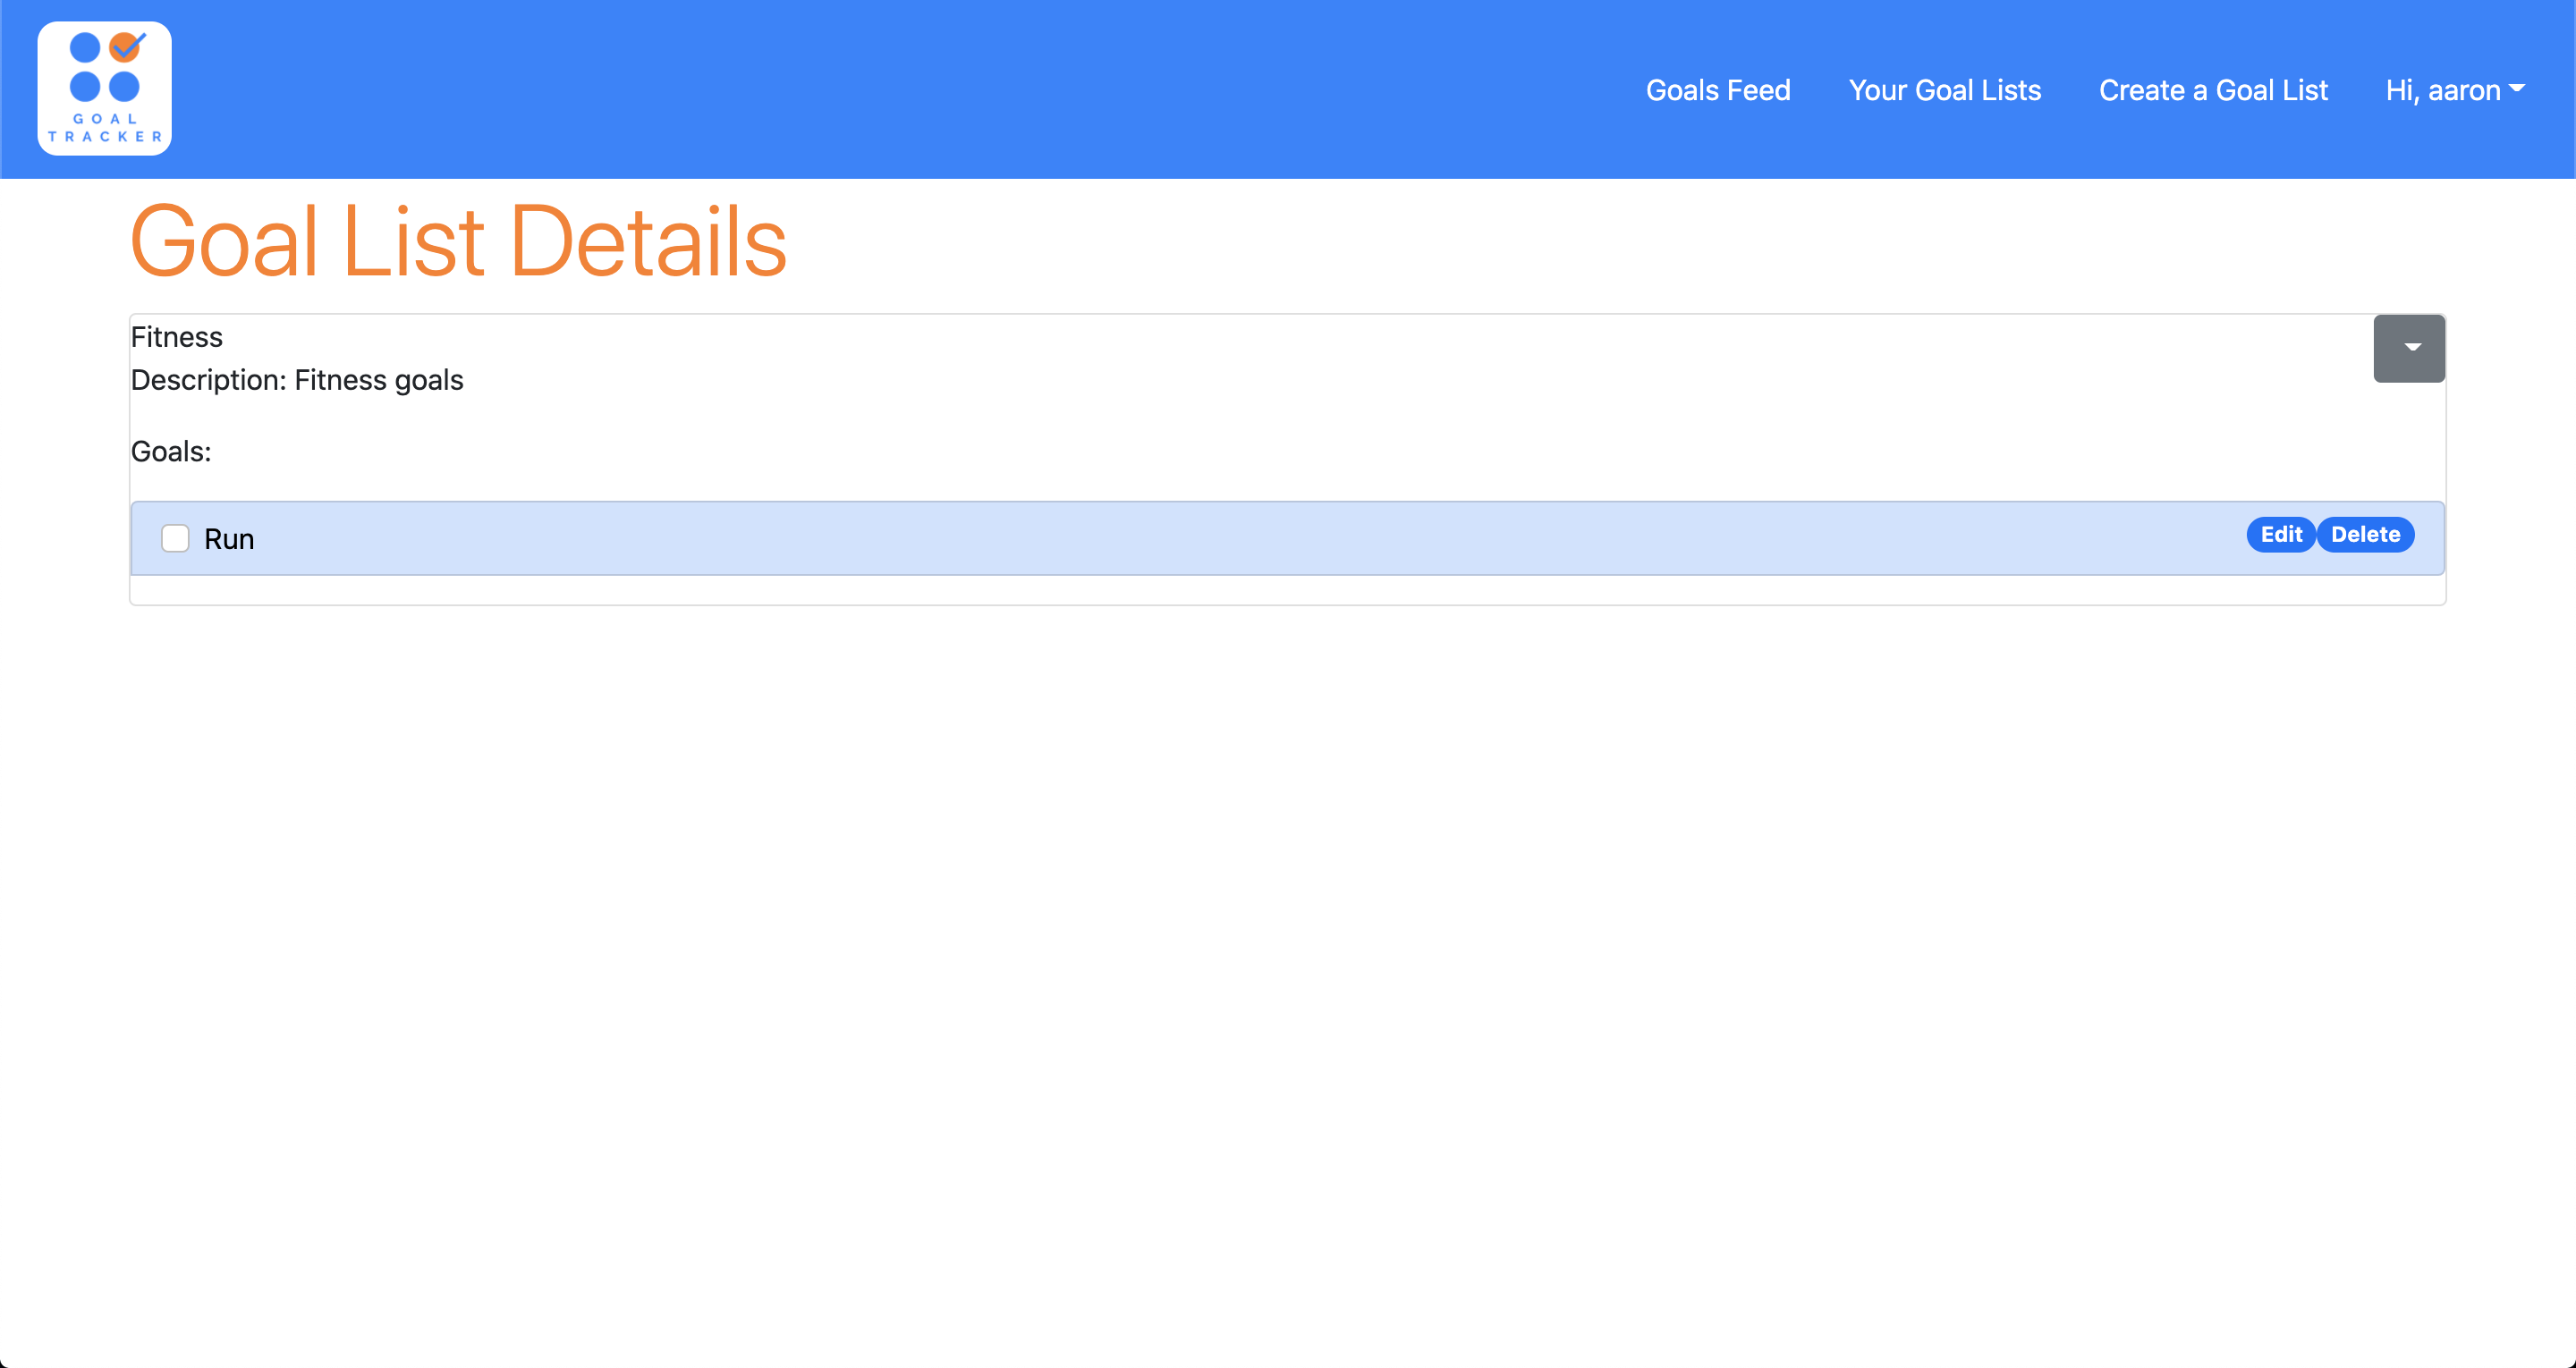 GOAL
TRACKER
Goals Feed Your Goal Lists Create a Goal List Hi, aaron
Goal List Details
Fitness
Description: Fitness goals
Goals:
Run Edit Delete